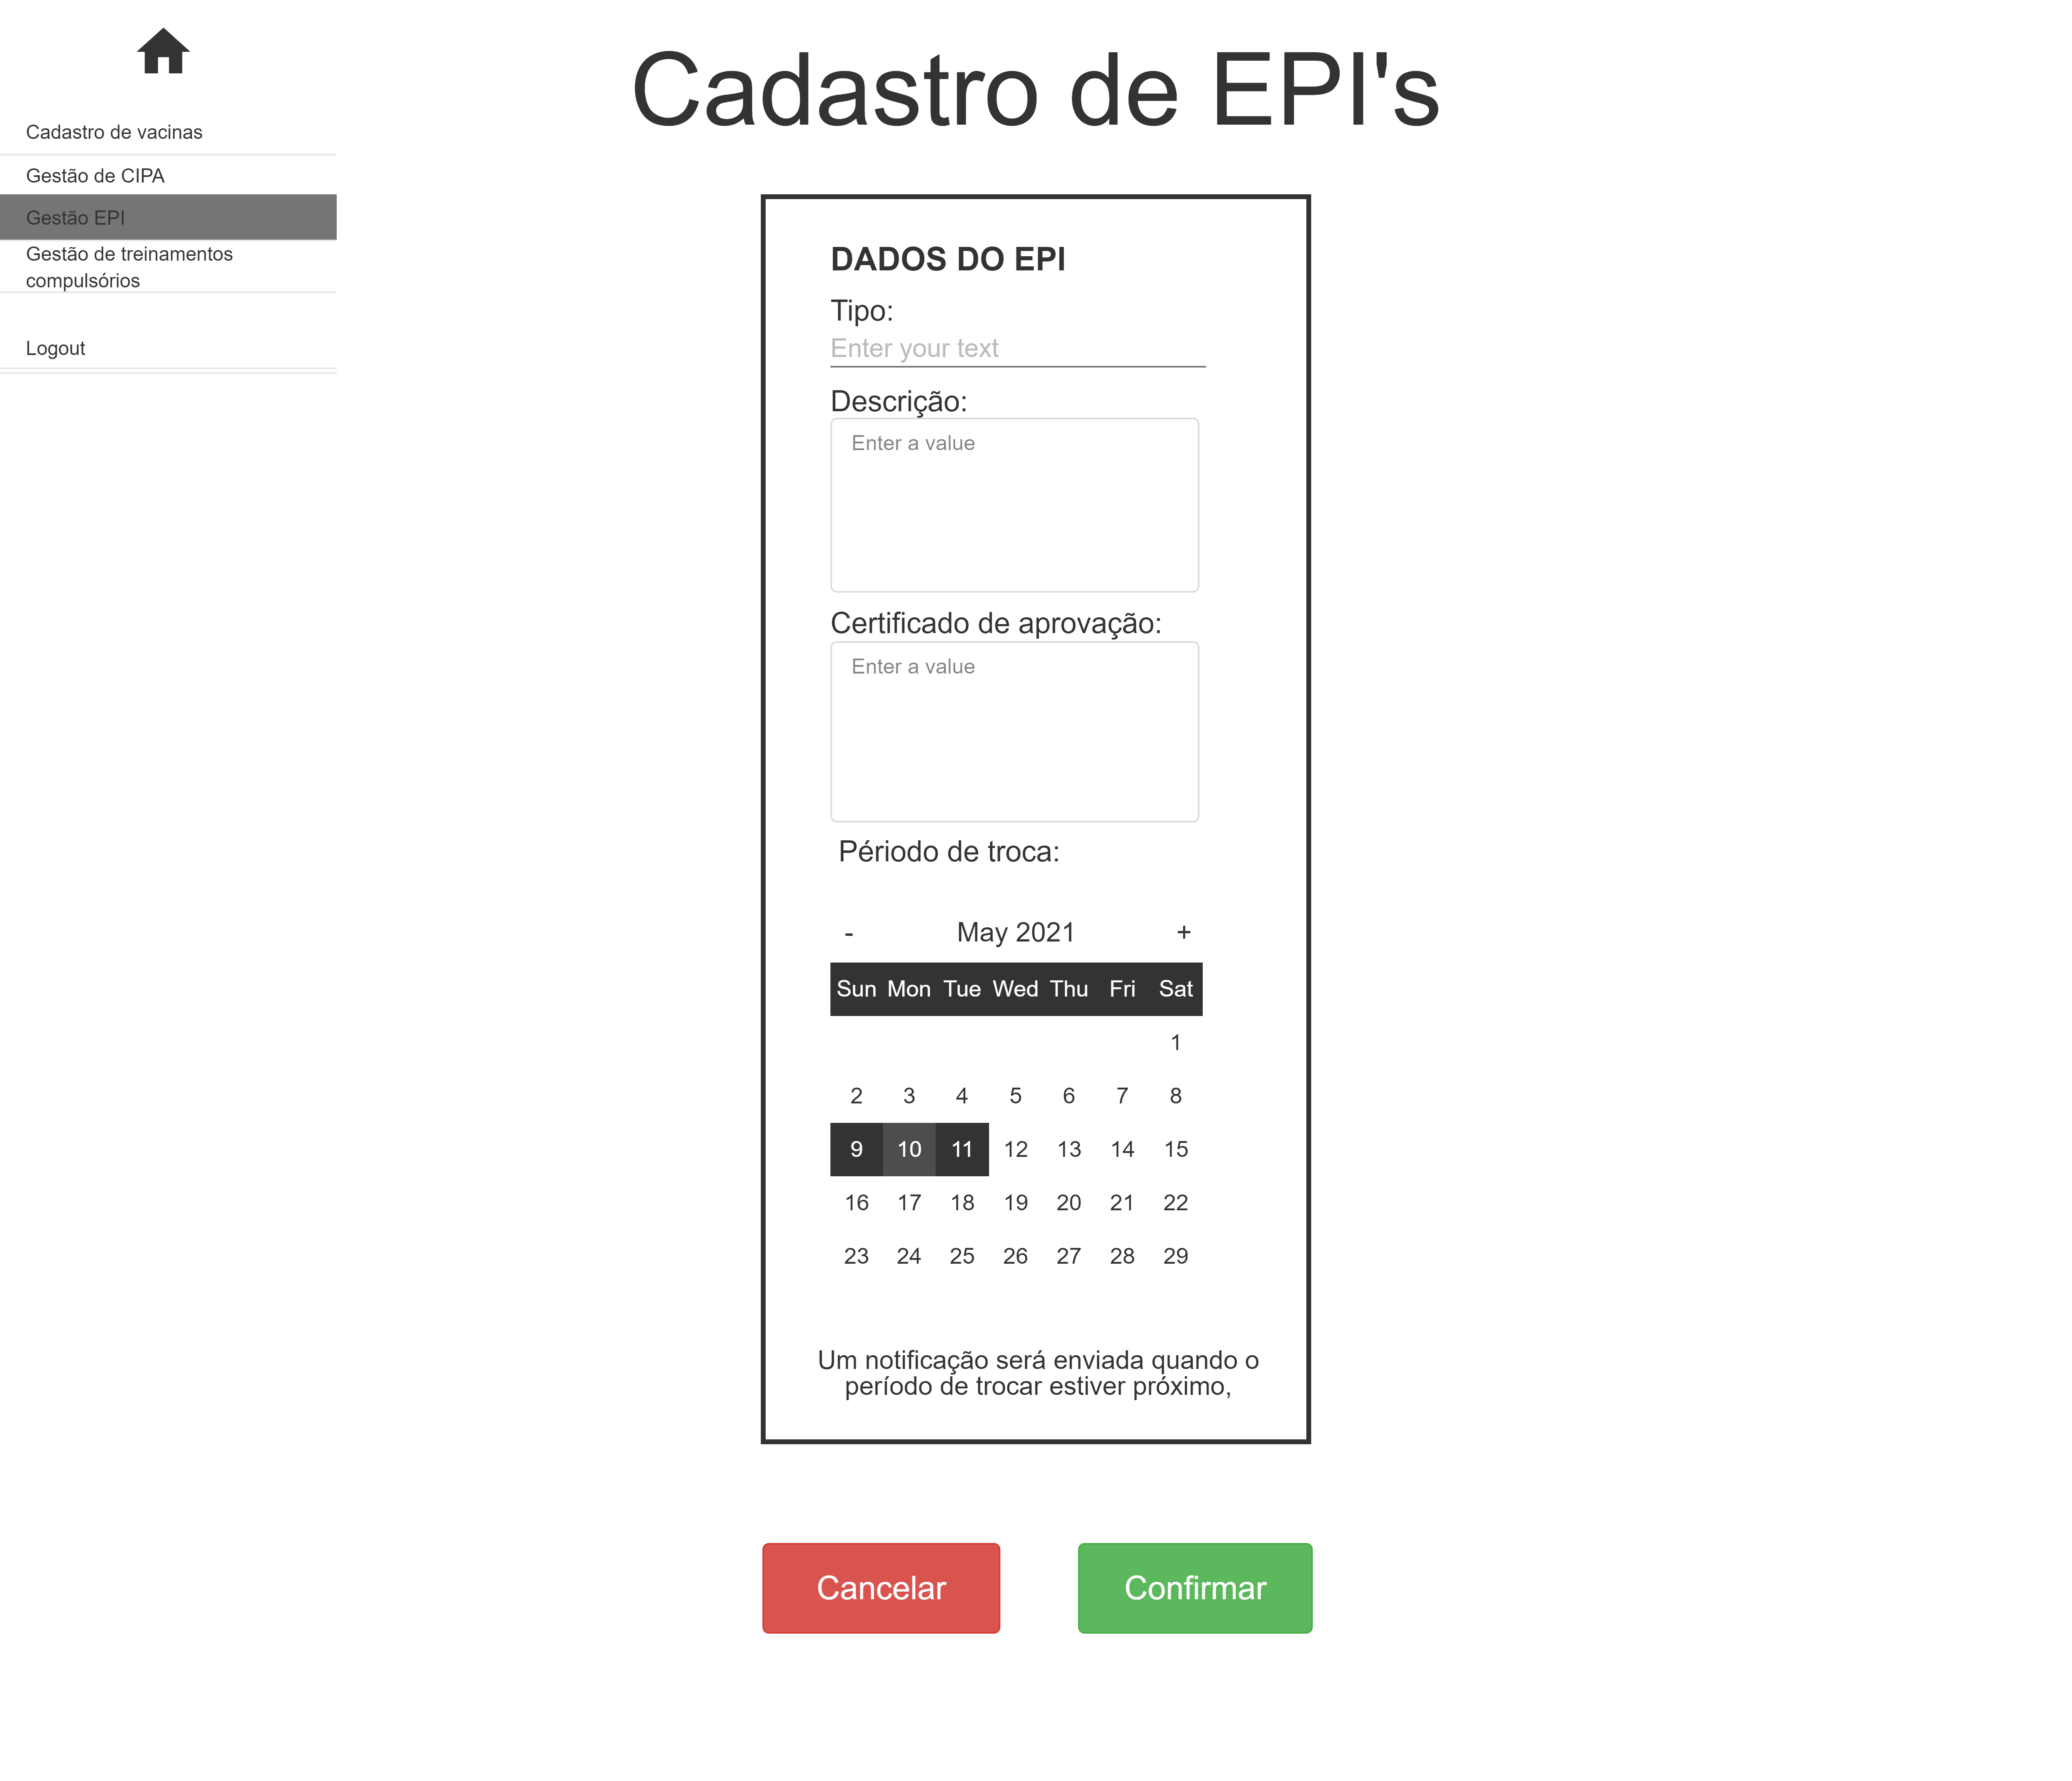 Cadastro de EPI's
Cadastro de vacinas
Gestão de CIPA
Gestão EPI
Gestão de treinamentos
compulsórios
Logout
DADOS DO EPI
Tipo:
Enter your text
Descrição:
Enter a value
Certificado de aprovação:
Enter a value
Périodo de troca:
- May 2021 +
Sun Mon Tue Wed Thu Fri Sat
1
2 3 4 5 6 7 8
9 10 11 12 13 14 15
16 17 18 19 20 21 22
23 24 25 26 27 28 29
Um notificação será enviada quando o
período de trocar estiver próximo,
Cancelar Confirmar